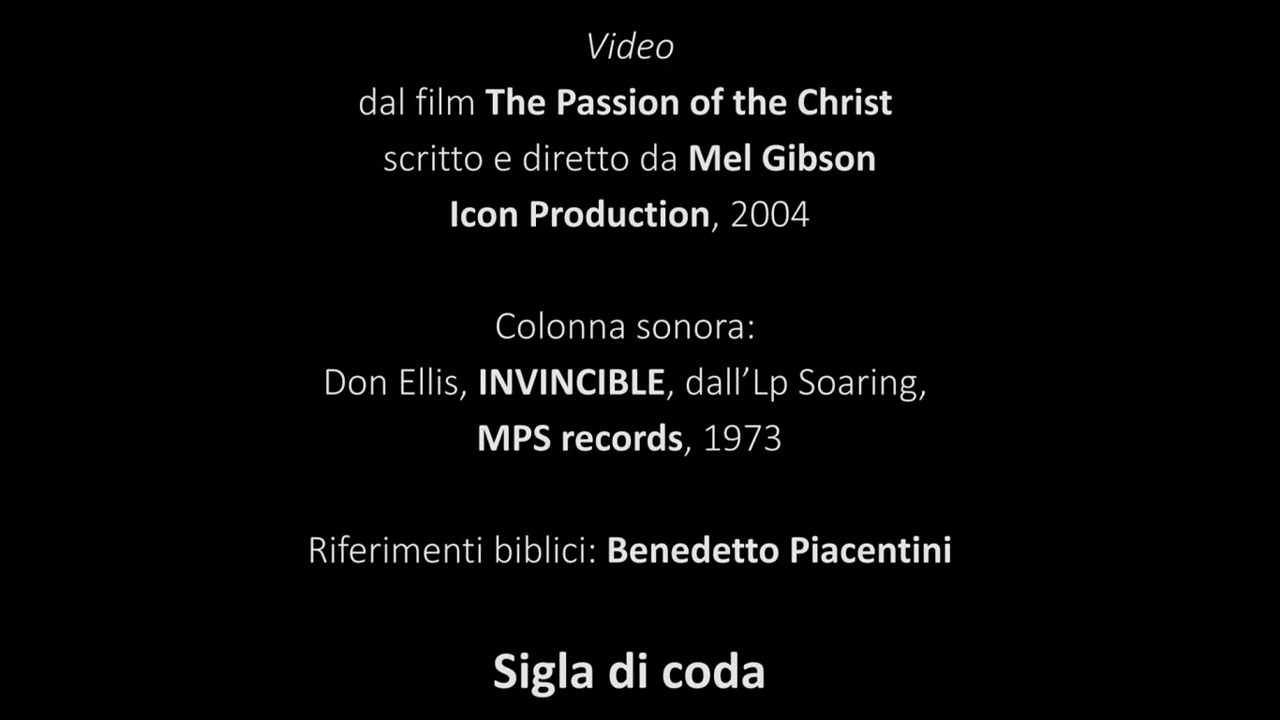 Video
dal film The Passion of the Christ
scritto e diretto da Mel Gibson
Icon Production, 2004
Colonna sonora:
Don Ellis, INVINCIBLE, dall’Lp Soaring,
MPS records, 1973
Riferimenti biblici: Benedetto Piacentini
Sigla di coda